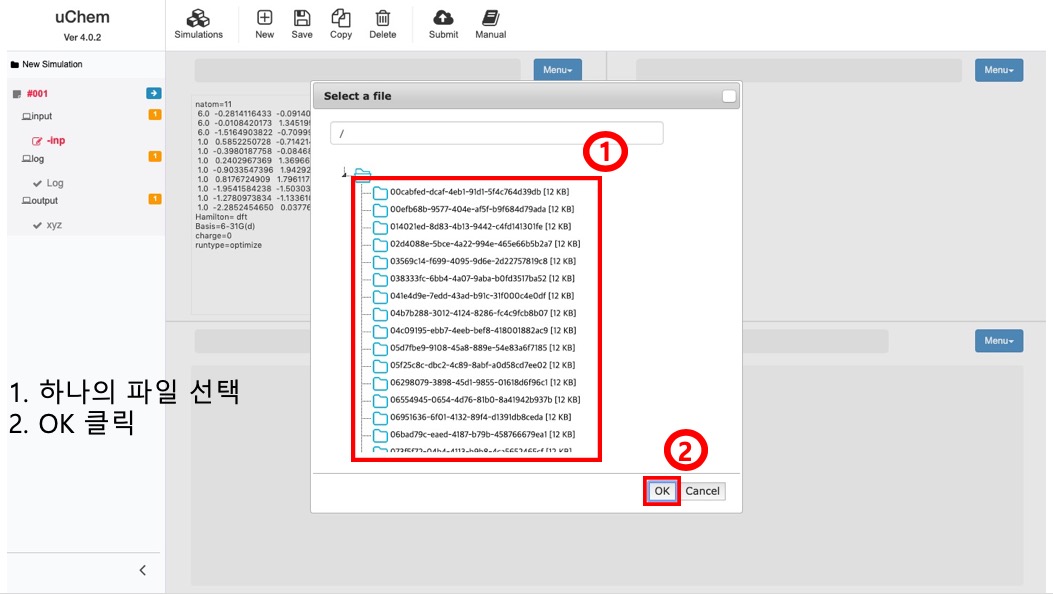 uChem
Ver 4.0.2
Simulations
New
Save
Copy
Delete
Submit
Manual
New Simulation
#001
input
1
-inp
log
1
Log
output
1
xyz
Menu
Menu
Menu
natom=11
6.0 -0.2814116433 -0.09140
6.0 -0.0108420173 1.34519
6.0 -1.5164903822 -0.70999
1.0 0.5852250728 -0.71421
1.0 -0.3980187758 -0.08468
1.0 0.2402967369 1.36966
1.0 -0.9033547396 1.94292
1.0 0.8176724909 1.796117
1.0 -1.9541584238 -1.50303
1.0 -1.2780973834 -1.133616
1.0 -2.2852454650 0.03776
Hamilton= dft
Basis=6-31G(d)
charge=0
runtype=optimize
Select a file
/
1
00cabfed-dcaf-4eb1-91d1-5f4c764d39db [12 KB]
00efb68b-9577-404e-af5f-b9f684d79ada [12 KB]
014021ed-8d83-4b13-9442-c4fd141301fe [12 KB]
02d4088e-5bce-4a22-994e-465e66b5b2a7 [12 KB]
03569c14-f699-4095-9d6e-2d22757819c8 [12 KB]
038333fc-6bb4-4a07-9aba-b0fd3517ba52 [12 KB]
041e4d9e-7edd-43ad-b91c-31f000c4e0df [12 KB]
04b7b288-3012-4124-8286-fc4c9fcb8b07 [12 KB]
04c09195-ebb7-4eeb-bef8-418001882ac9 [12 KB]
05d7fbe9-9108-45a8-889e-54e83a6f7185 [12 KB]
05f25c8c-dbc2-4c89-8abf-a0d58cd7ee02 [12 KB]
06298079-3898-45d1-9855-01618d6f96c1 [12 KB]
06554945-0654-4d76-81b0-8a41942b937b [12 KB]
06951636-6f01-4132-89f4-d1391db8ceda [12 KB]
06bad79c-eaed-4187-b79b-458766679ea1 [12 KB]
2
OK
Cancel
1. 하나의 파일 선택
2. OK 클릭